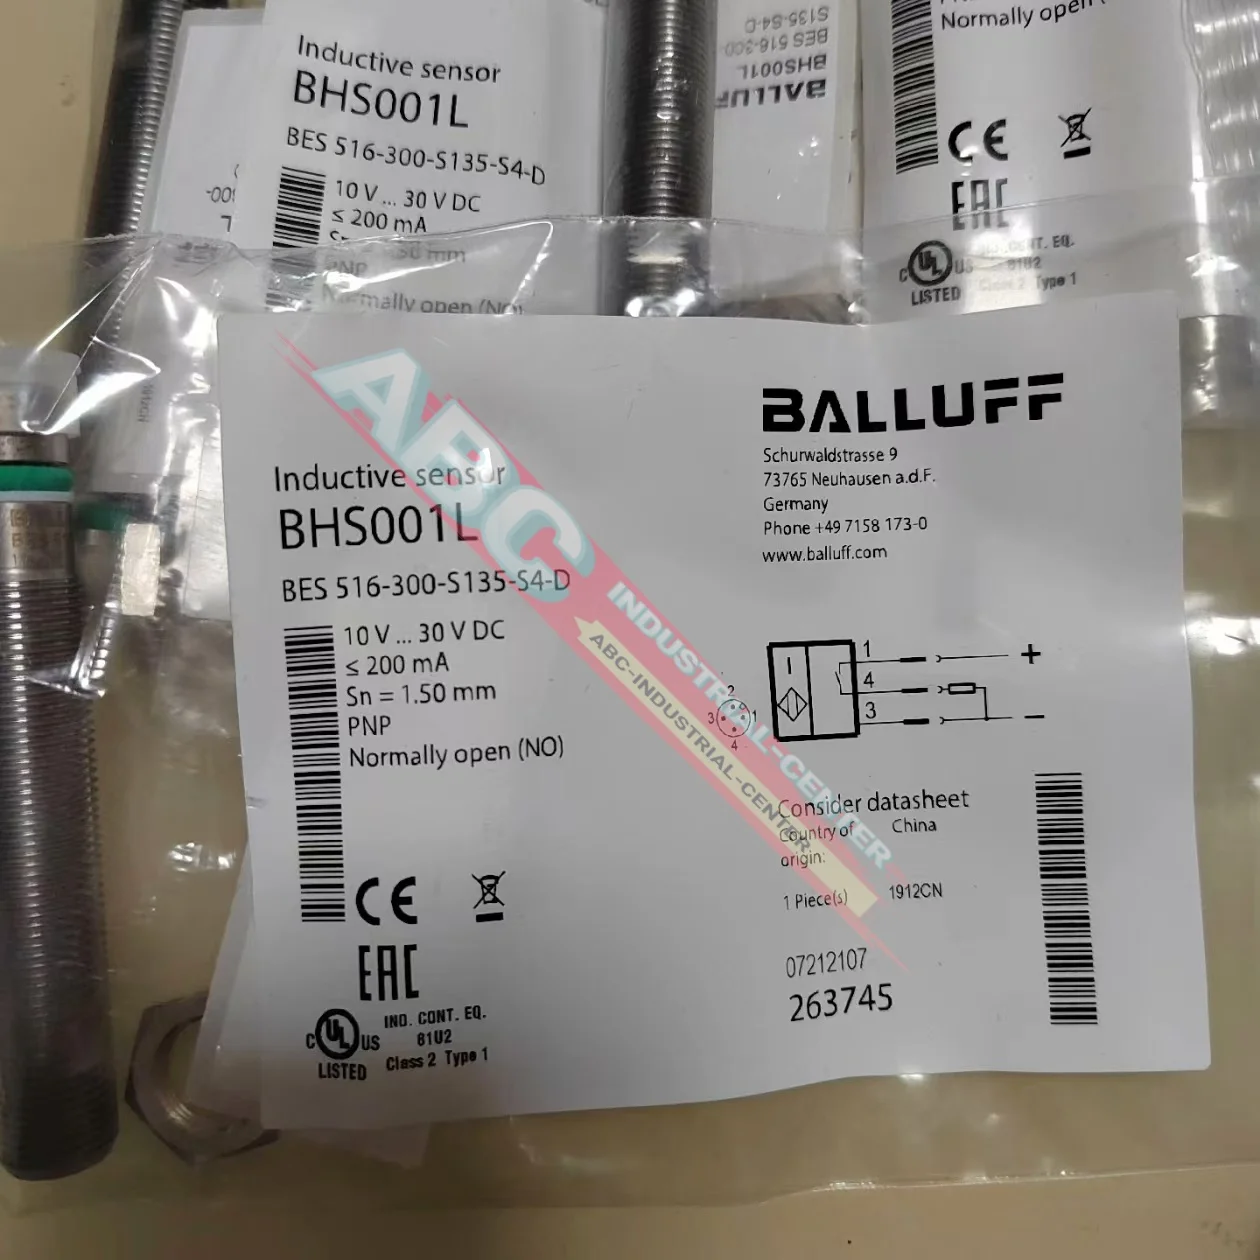 Inductive sensor
BHS001L
BES 516-300-S135-S4-D
10 V ... 30 V DC
≤ 200 mA
PNP
Normally open (NO)
S135-S4-D
BES 516-300-
BHS001L
BALLUFF
Normally open
CE
EAC
C UL US
LISTED
IND. CONT. EQ.
81U2
Class 2 Type 1
BALLUFF
Schurwaldstrasse 9
73765 Neuhausen a.d.F.
Germany
Phone +49 7158 173-0
www.balluff.com
Inductive sensor
BHS001L
BES 516-300-S135-S4-D
10 V ... 30 V DC
≤ 200 mA
Sn = 1.50 mm
PNP
Normally open (NO)
CE
EAC
C UL US
LISTED
IND. CONT. EQ.
81U2
Class 2 Type 1
1 +
4
3 −
2
3 1
4
Consider datasheet
Country of China
origin:
1 Piece(s) 1912CN
07212107
263745
ABC
INDUSTRIAL-CENTER
ABC-INDUSTRIAL-CENTER